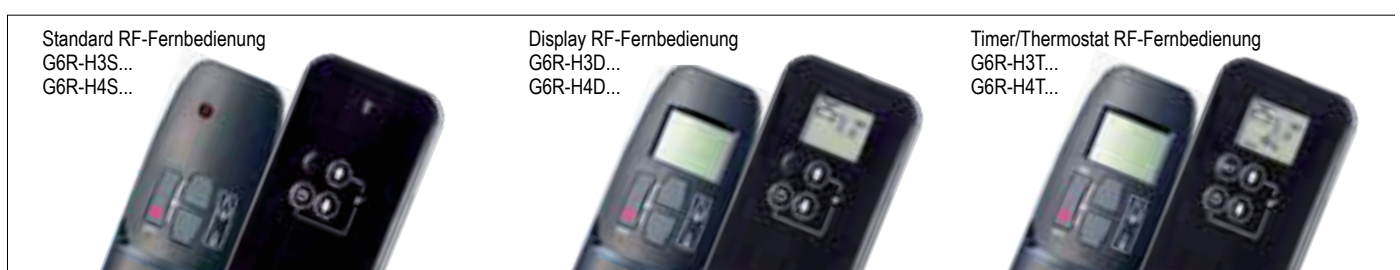 Standard RF-Fernbedienung
G6R-H3S...
G6R-H4S...
Display RF-Fernbedienung
G6R-H3D...
G6R-H4D...
Timer/Thermostat RF-Fernbedienung
G6R-H3T...
G6R-H4T...